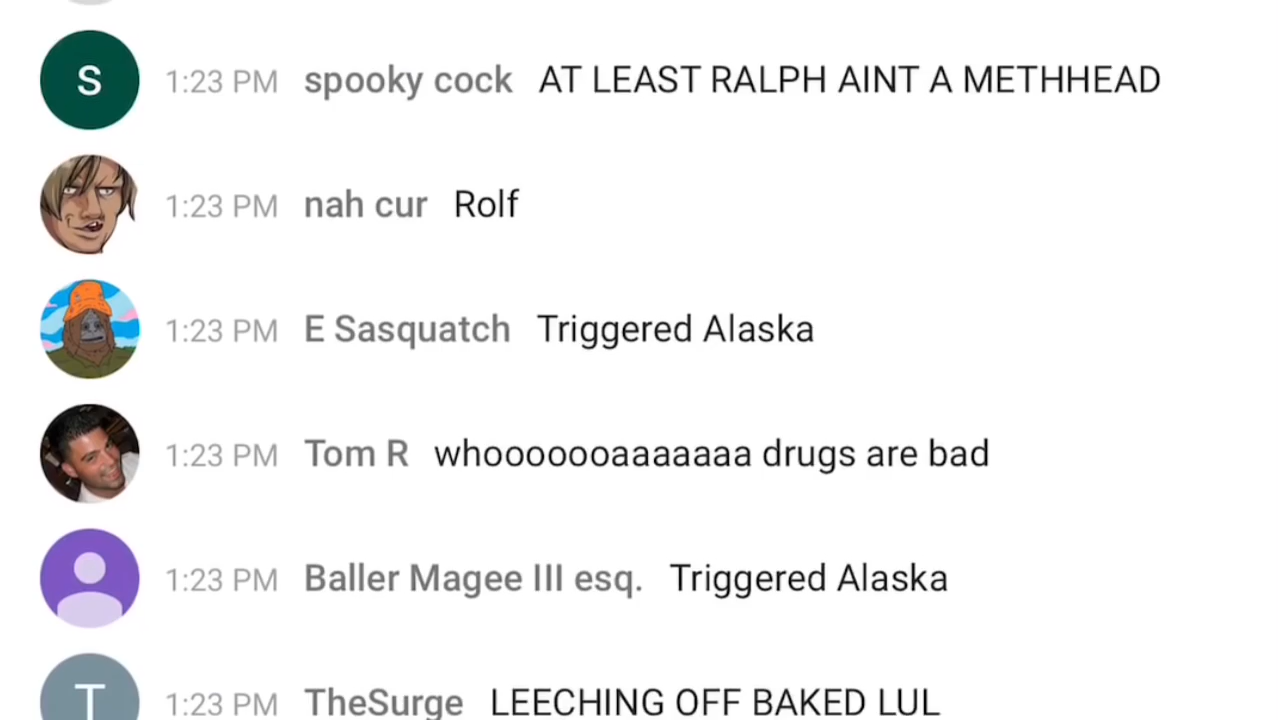 S 1:23 PM spooky cock AT LEAST RALPH AINT A METHHEAD
1:23 PM nah cur Rolf
1:23 PM E Sasquatch Triggered Alaska
1:23 PM Tom R whooooooaaaaaaa drugs are bad
1:23 PM Baller Magee III esq. Triggered Alaska
T 1:23 PM TheSurge LEECHING OFF BAKED LUL